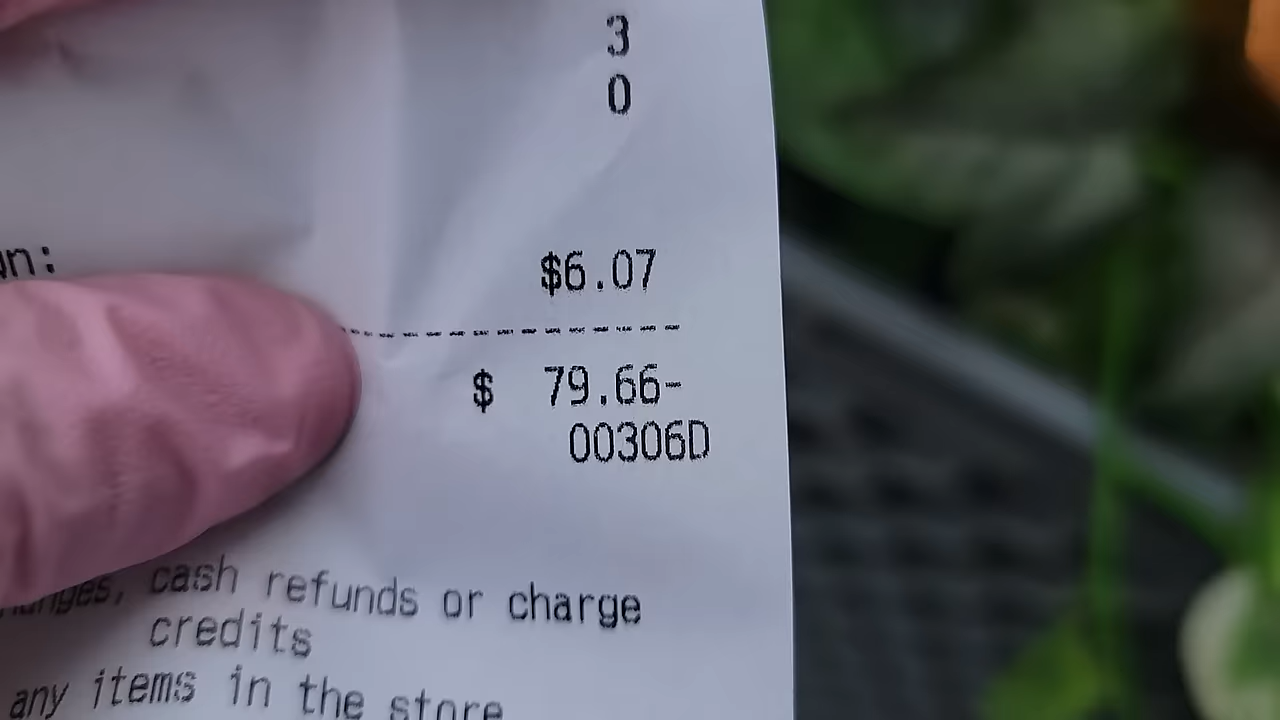 3
0
$6.07
$ 79.66-
00306D
cash refunds or charge
credits
any items in the store